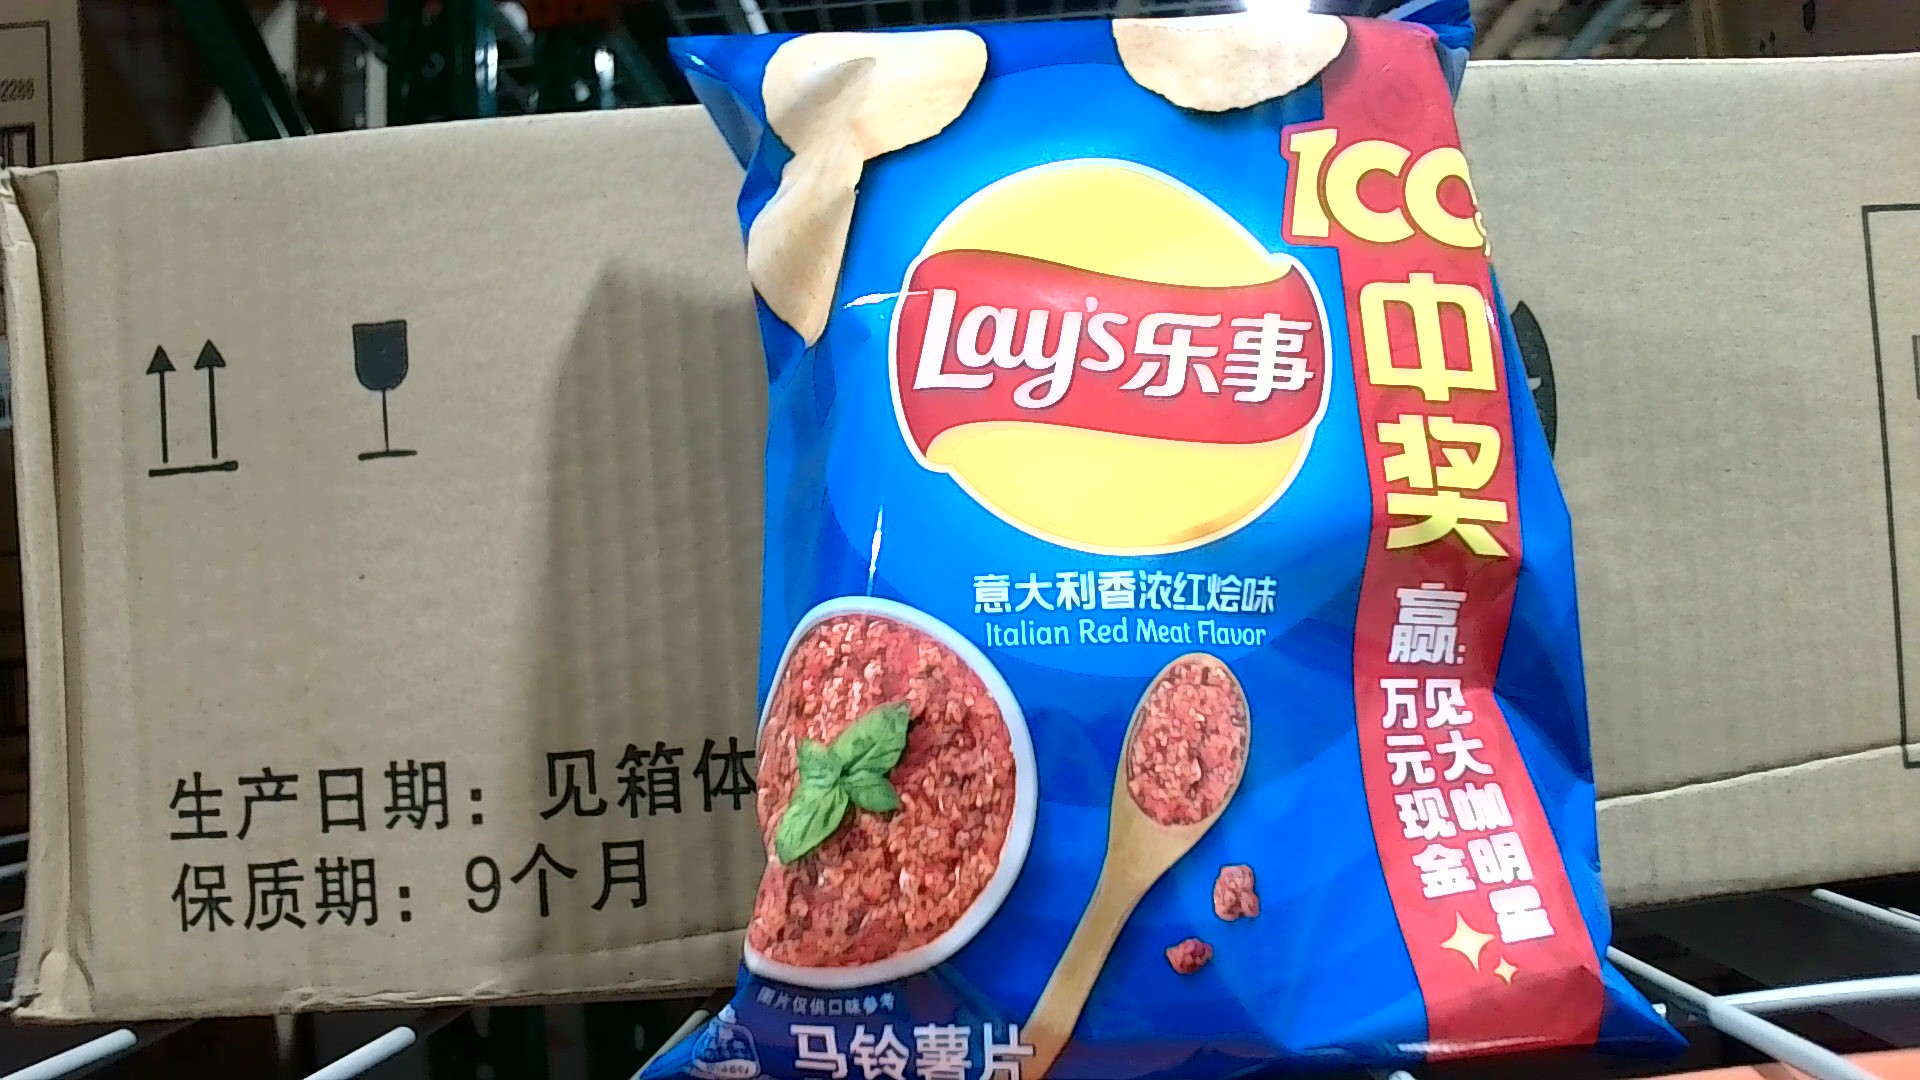 2288
Lay's乐事
意大利香浓红烩味
Italian Red Meat Flavor
100%
中奖
赢:
见大咖明星
万元现金
生产日期：见箱体
保质期：9个月
图片仅供口味参考
马铃薯片